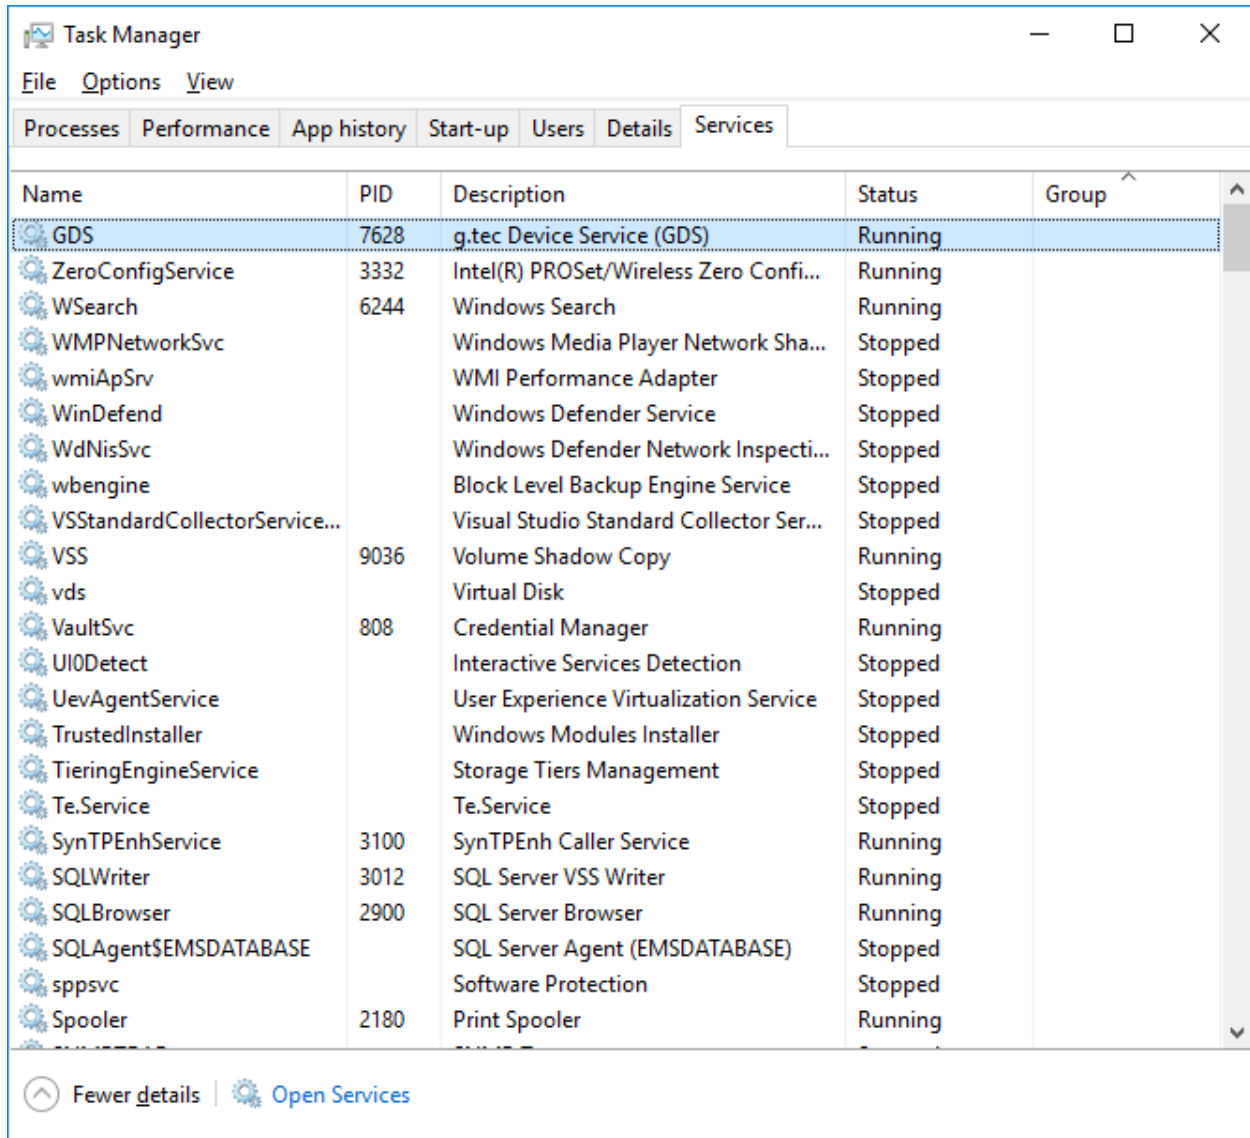 Task Manager
File Options View
Processes Performance App history Start-up Users Details Services
Name PID Description Status Group
GDS 7628 g.tec Device Service (GDS) Running
ZeroConfigService 3332 Intel(R) PROSet/Wireless Zero Confi... Running
WSearch 6244 Windows Search Running
WMPNetworkSvc Windows Media Player Network Sha... Stopped
wmiApSrv WMI Performance Adapter Stopped
WinDefend Windows Defender Service Stopped
WdNisSvc Windows Defender Network Inspecti... Stopped
wbengine Block Level Backup Engine Service Stopped
VSStandardCollectorService... Visual Studio Standard Collector Ser... Stopped
VSS 9036 Volume Shadow Copy Running
vds Virtual Disk Stopped
VaultSvc 808 Credential Manager Running
UI0Detect Interactive Services Detection Stopped
UevAgentService User Experience Virtualization Service Stopped
TrustedInstaller Windows Modules Installer Stopped
TieringEngineService Storage Tiers Management Stopped
Te.Service Te.Service Stopped
SynTPEnhService 3100 SynTPEnh Caller Service Running
SQLWriter 3012 SQL Server VSS Writer Running
SQLBrowser 2900 SQL Server Browser Running
SQLAgent$EMSDATABASE SQL Server Agent (EMSDATABASE) Stopped
sppsvc Software Protection Stopped
Spooler 2180 Print Spooler Running
Fewer details Open Services